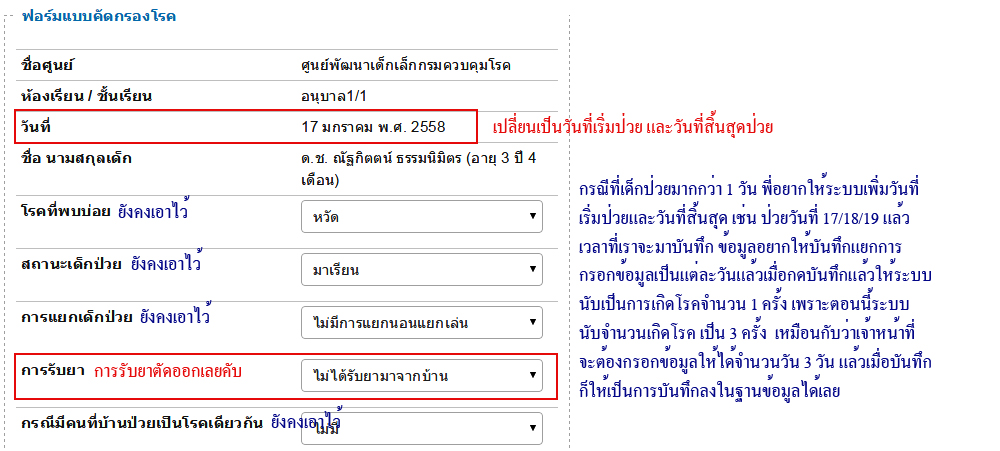 ฟอร์มแบบคัดกรองโรค
ชื่อศูนย์ ศูนย์พัฒนาเด็กเล็กกรมควบคุมโรค
ห้องเรียน / ชั้นเรียน อนุบาล1/1
วันที่ 17 มกราคม พ.ศ. 2558 เปลี่ยนเป็นวันที่เริ่มป่วย และวันที่สิ้นสุดป่วย
ชื่อ นามสกุลเด็ก ด.ช. ณัฐกิตตน์ ธรรมนิมิตร (อายุ 3 ปี 4
เดือน)
โรคที่พบบ่อย ยังคงเอาไว้ หวัด
สถานะเด็กป่วย ยังคงเอาไว้ มาเรียน
การแยกเด็กป่วย ยังคงเอาไว้ ไม่มีการแยกนอนแยกเล่น
การรับยา การรับยาตัดออกเลยคับ ไม่ได้รับยามาจากบ้าน
กรณีมีคนที่บ้านป่วยเป็นโรคเดียวกัน ยังคงเอาไว้ ไม่มี
กรณีที่เด็กป่วยมากกว่า 1 วัน พี่อยากให้ระบบเพิ่มวันที่
เริ่มป่วยและวันที่สิ้นสุด เช่น ป่วยวันที่ 17/18/19 แล้ว
เวลาที่เราจะมาบันทึก ข้อมูลอยากให้บันทึกแยกการ
กรอกข้อมูลเป็นแต่ละวันแล้วเมื่อกดบันทึกแล้วให้ระบบ
นับเป็นการเกิดโรคจำนวน 1 ครั้ง เพราะตอนนี้ระบบ
นับจำนวนเกิดโรค เป็น 3 ครั้ง เหมือนกับว่าเจ้าหน้าที่
จะต้องกรอกข้อมูลให้ได้จำนวนวัน 3 วัน แล้วเมื่อบันทึก
ก็ให้เป็นการบันทึกลงในฐานข้อมูลได้เลย